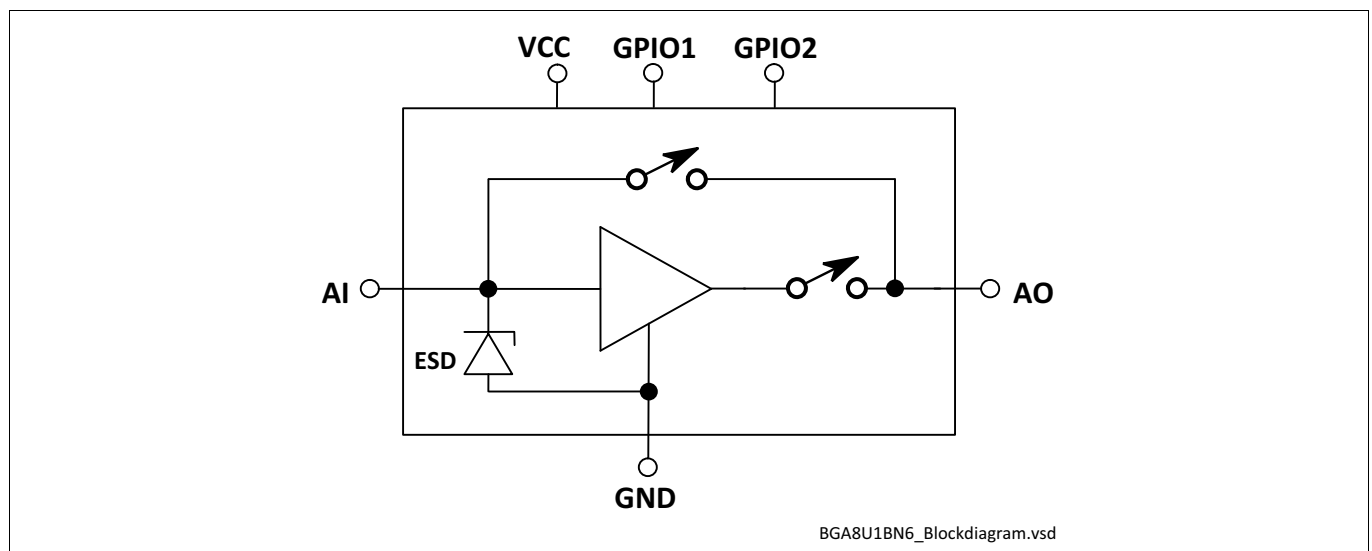 VCC GPIO1 GPIO2
AI
AO
ESD
GND
BGA8U1BN6_Blockdiagram.vsd